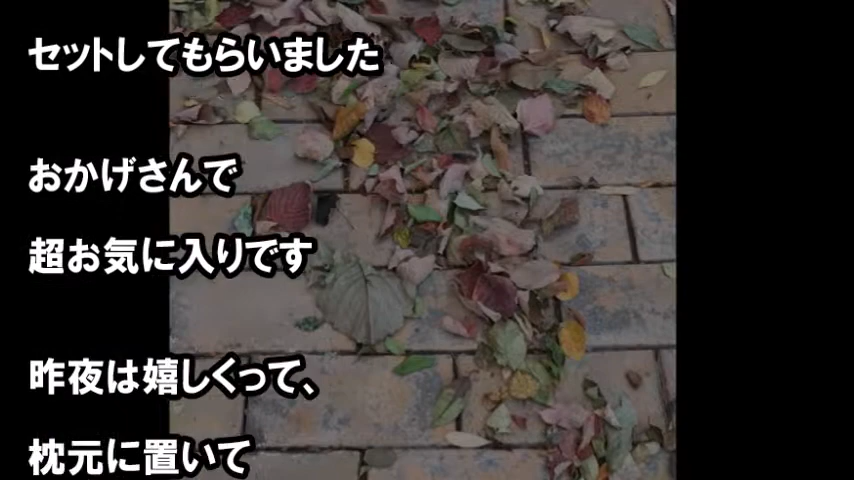 セットしてもらいました
おかげさんで
超お気に入りです
昨夜は嬉しくって、
枕元に置いて